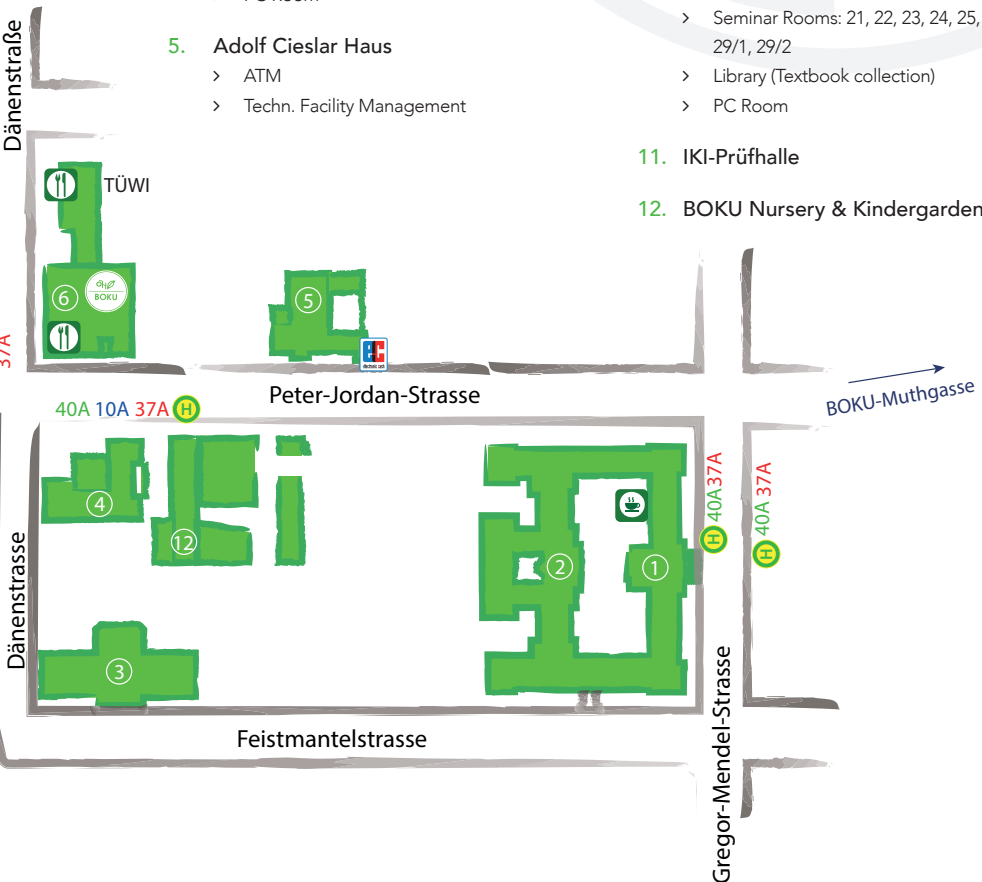 PC Room
5. Adolf Cieslar Haus
> ATM
> Techn. Facility Management
> Seminar Rooms: 21, 22, 23, 24, 25,
29/1, 29/2
> Library (Textbook collection)
> PC Room
11. IKI-Prüfhalle
12. BOKU Nursery & Kindergarden
Dänenstraße
TÜWI
6
ÖH
BOKU
5
37A
Peter-Jordan-Strasse
BOKU-Muthgasse
40A 10A 37A H
4
12
2
1
H 40A 37A
H 40A 37A
Dänenstrasse
3
Feistmantelstrasse
Gregor-Mendel-Strasse